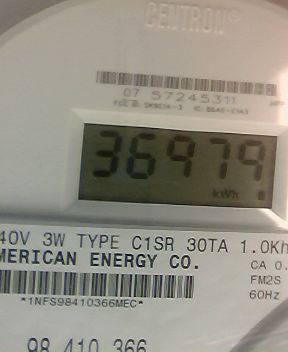 CENTRON®
07 57245311
36979
kWh
40V 3W TYPE C1SR 30TA 1.0Kh
MERICAN ENERGY CO.
CA 0.
FM2S
*1NFS98410366MEC*
60Hz
98 410 366